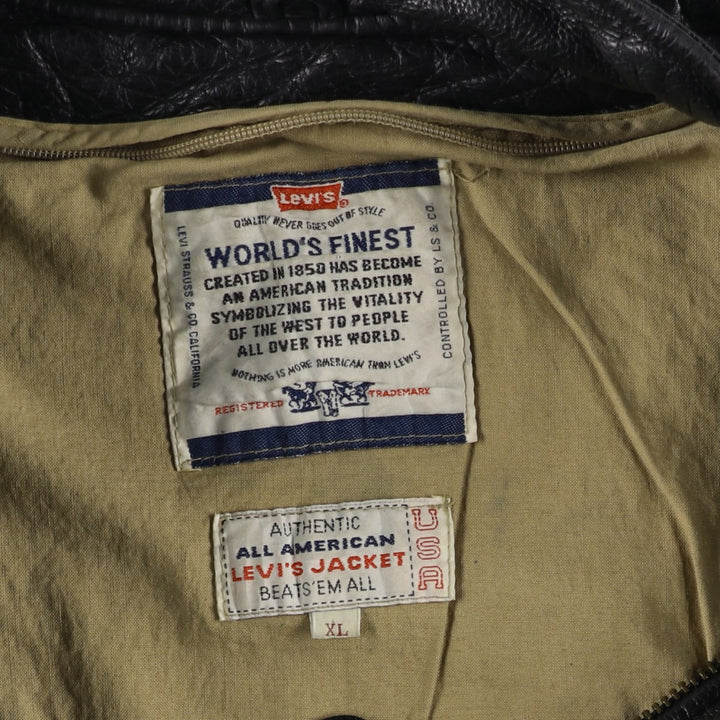 Levi's
QUALITY NEVER GOES OUT OF STYLE
WORLD'S FINEST
CREATED IN 1850 HAS BECOME
AN AMERICAN TRADITION
SYMBOLIZING THE VITALITY
OF THE WEST TO PEOPLE
ALL OVER THE WORLD.
NOTHING IS MORE AMERICAN THAN LEVI'S
REGISTERED TRADEMARK
LEVI STRAUSS & CO. CALIFORNIA
CONTROLLED BY LS & CO.
AUTHENTIC
ALL AMERICAN
LEVI'S JACKET
BEATS'EM ALL
USA
XL